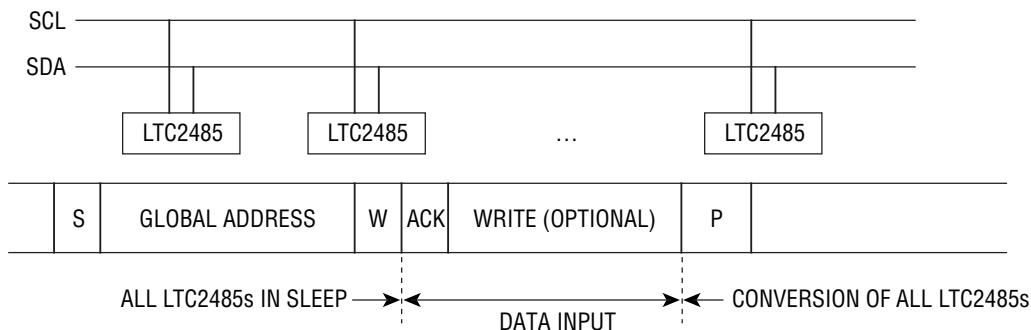 SCL
SDA
LTC2485 LTC2485 … LTC2485
S GLOBAL ADDRESS W ACK WRITE (OPTIONAL) P
ALL LTC2485s IN SLEEP DATA INPUT CONVERSION OF ALL LTC2485s